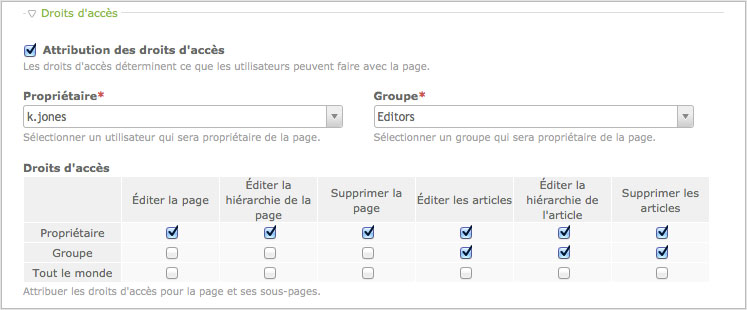 Droits d'accès
Attribution des droits d'accès
Les droits d'accès déterminent ce que les utilisateurs peuvent faire avec la page.
Propriétaire* Groupe*
k.jones Editors
Sélectionner un utilisateur qui sera propriétaire de la page. Sélectionner un groupe qui sera propriétaire de la page.
Droits d'accès
Éditer la page Éditer la hiérarchie de la page Supprimer la page Éditer les articles Éditer la hiérarchie de l'article Supprimer les articles
Propriétaire
Groupe
Tout le monde
Attribuer les droits d'accès pour la page et ses sous-pages.